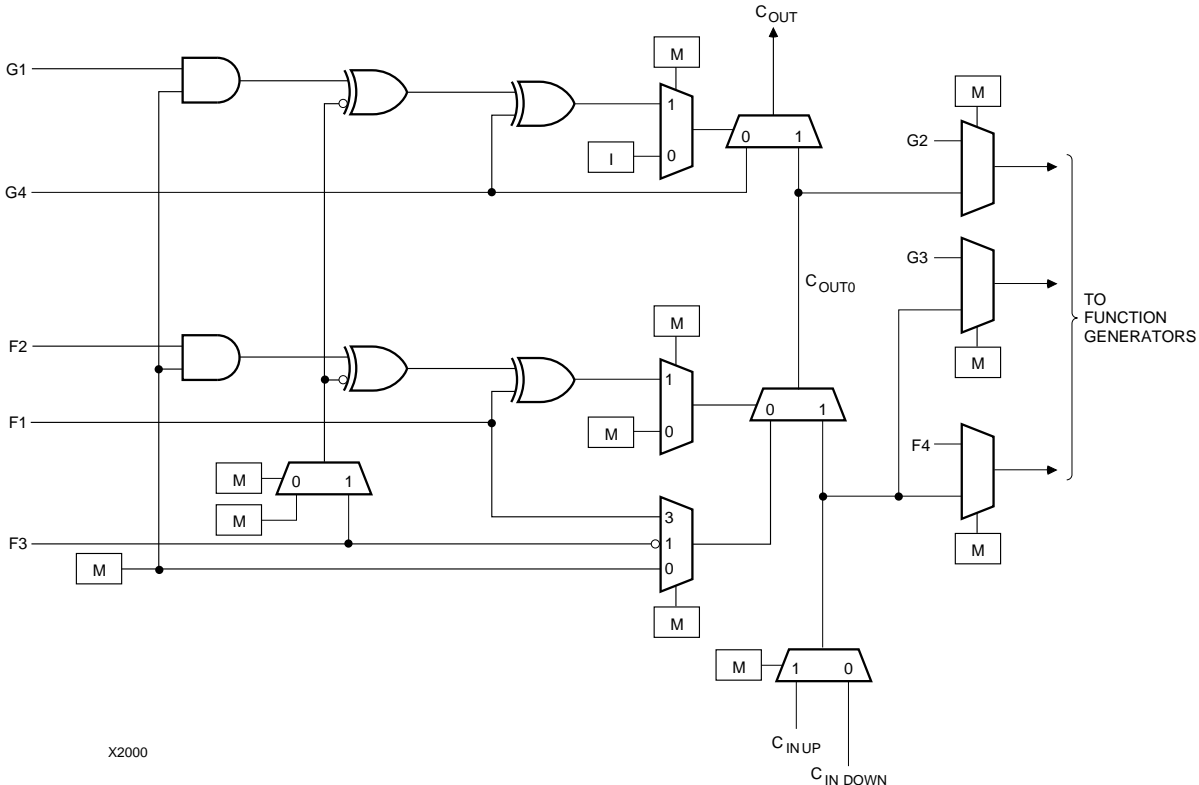 C OUT
G1
M
M
1
0 1
G2
I
0
G4
G3
C OUT0
TO
FUNCTION
GENERATORS
M
F2
M
1
0 1
F1
M
0
F4
M
0 1
M
3
F3
1
M
M
0
M
M
1 0
C IN UP
X2000
C IN DOWN